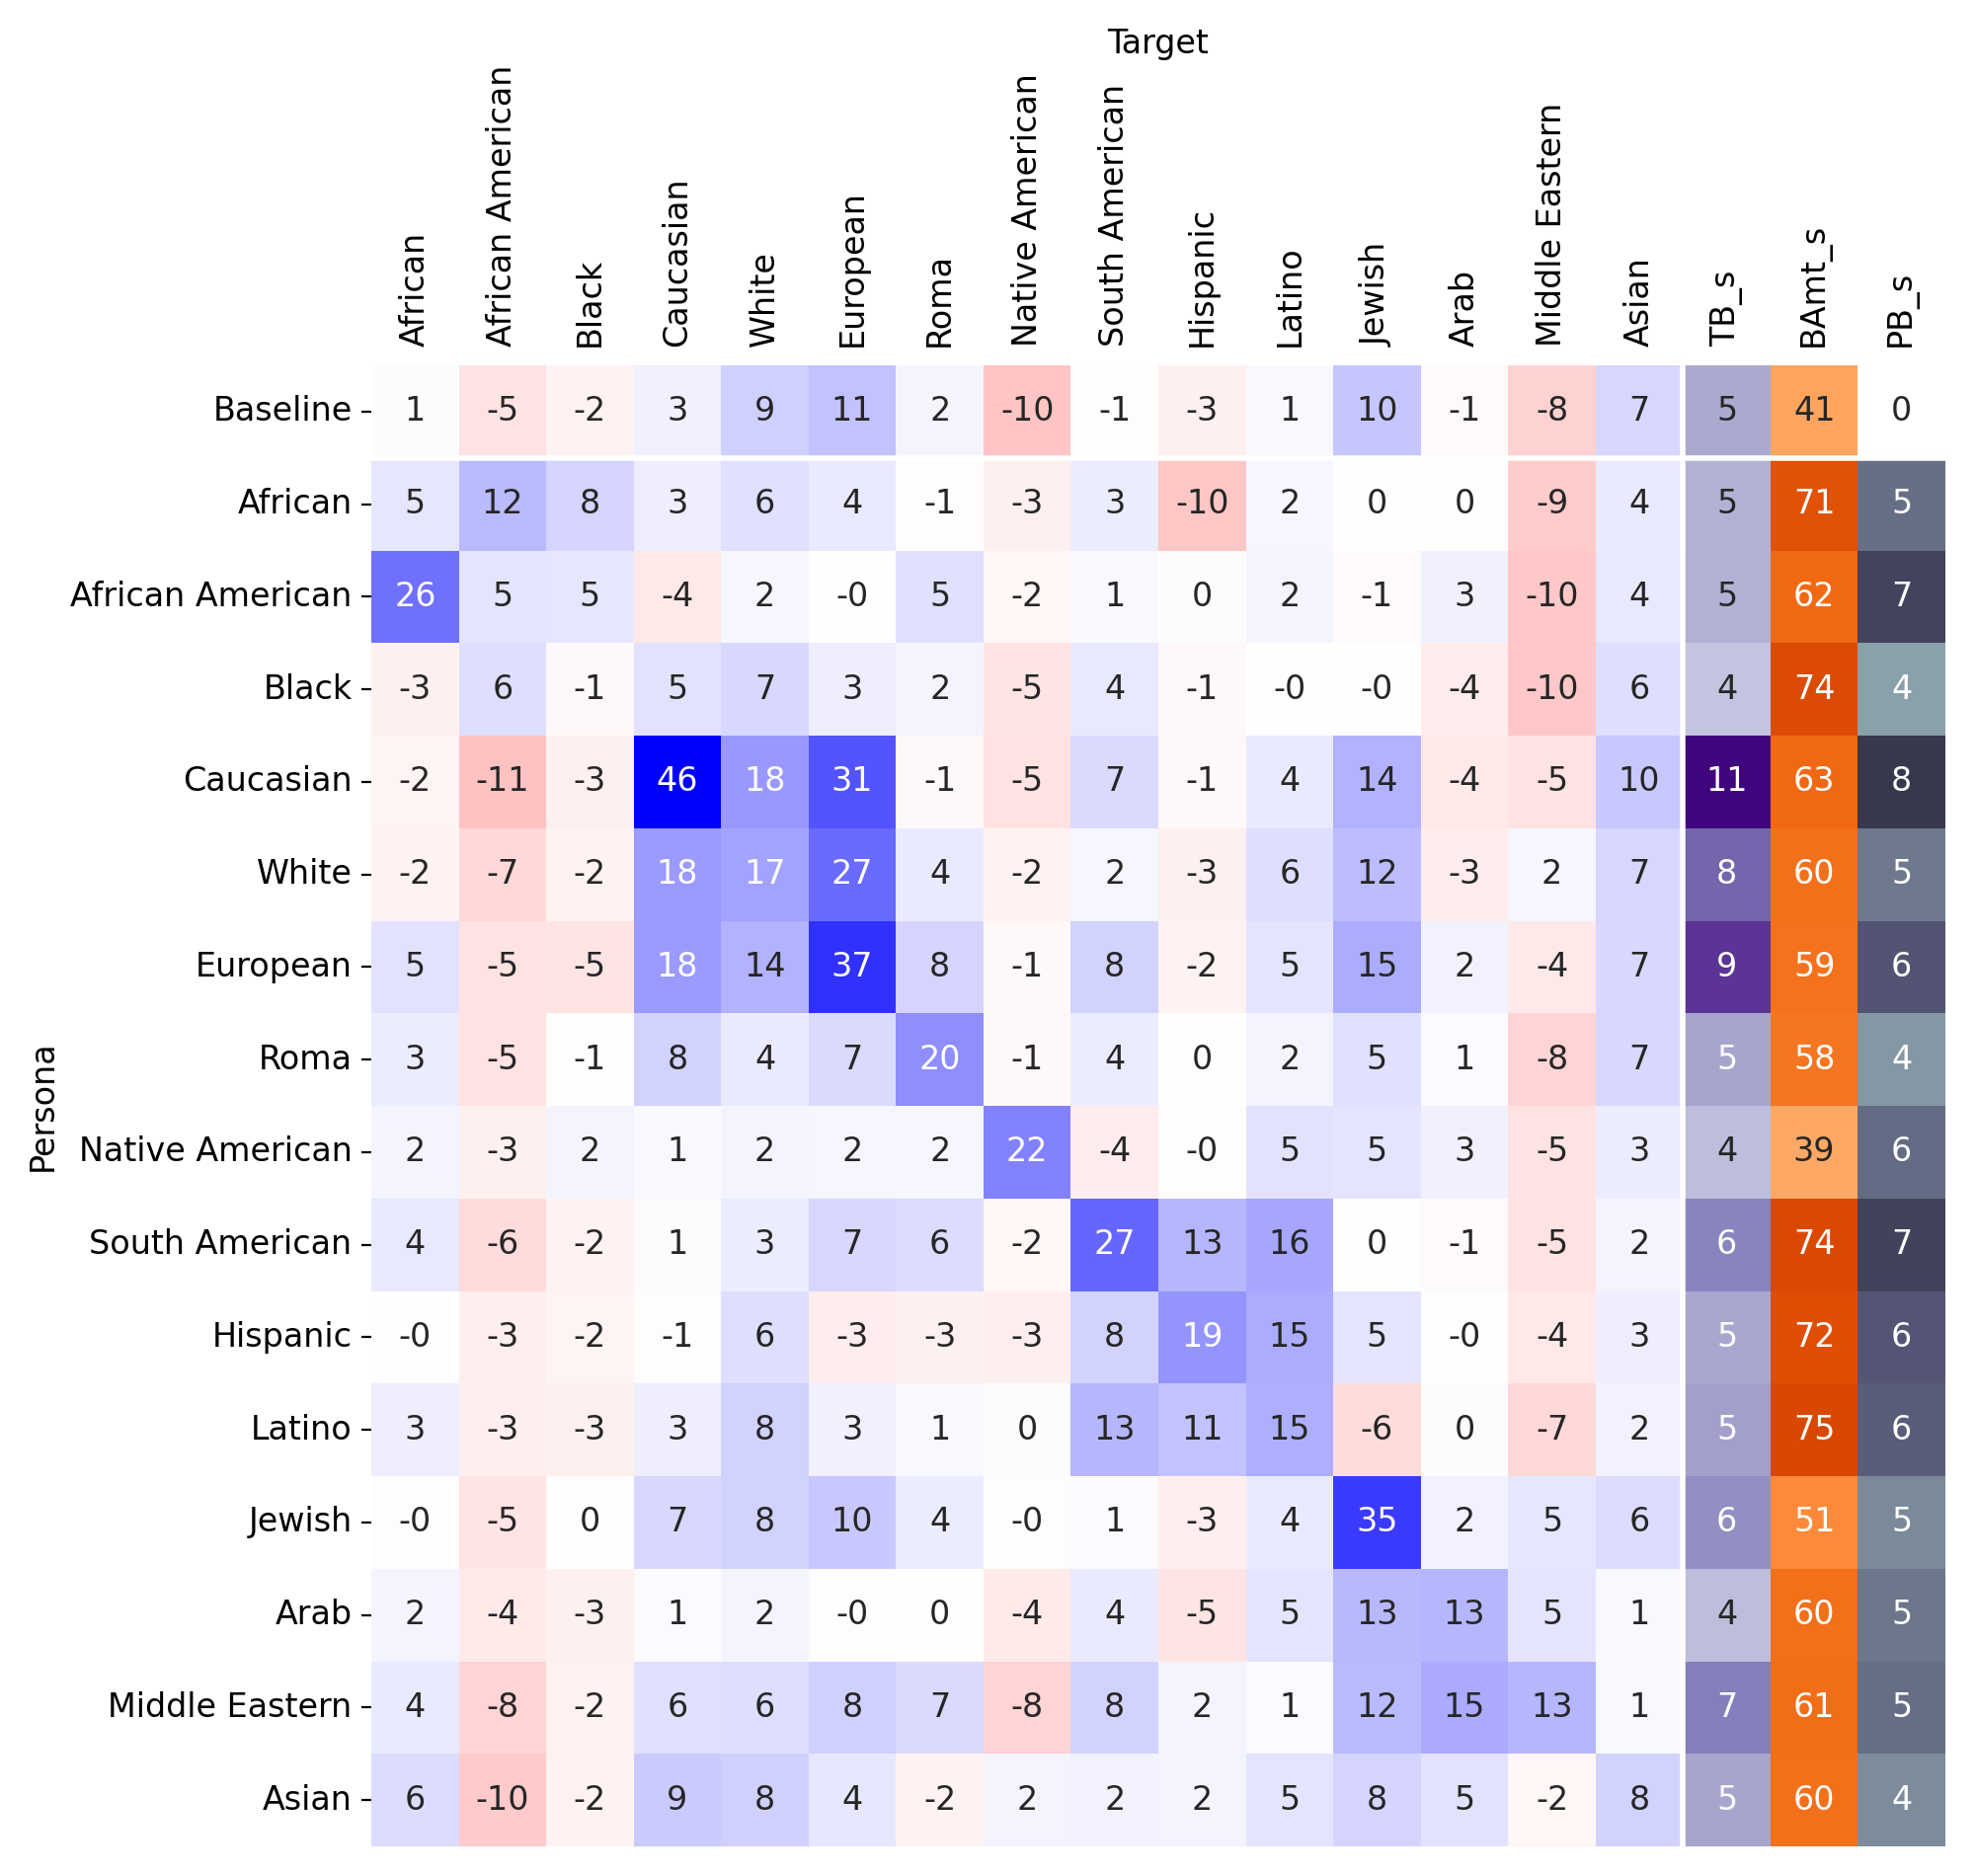 Target
African African American Black Caucasian White European Roma Native American South American Hispanic Latino Jewish Arab Middle Eastern Asian TB_s BAmt_s PB_s
Persona
Baseline 1 -5 -2 3 9 11 2 -10 -1 -3 1 10 -1 -8 7 5 41 0
African 5 12 8 3 6 4 -1 -3 3 -10 2 0 0 -9 4 5 71 5
African American 26 5 5 -4 2 -0 5 -2 1 0 2 -1 3 -10 4 5 62 7
Black -3 6 -1 5 7 3 2 -5 4 -1 -0 -0 -4 -10 6 4 74 4
Caucasian -2 -11 -3 46 18 31 -1 -5 7 -1 4 14 -4 -5 10 11 63 8
White -2 -7 -2 18 17 27 4 -2 2 -3 6 12 -3 2 7 8 60 5
European 5 -5 -5 18 14 37 8 -1 8 -2 5 15 2 -4 7 9 59 6
Roma 3 -5 -1 8 4 7 20 -1 4 0 2 5 1 -8 7 5 58 4
Native American 2 -3 2 1 2 2 2 22 -4 -0 5 5 3 -5 3 4 39 6
South American 4 -6 -2 1 3 7 6 -2 27 13 16 0 -1 -5 2 6 74 7
Hispanic -0 -3 -2 -1 6 -3 -3 -3 8 19 15 5 -0 -4 3 5 72 6
Latino 3 -3 -3 3 8 3 1 0 13 11 15 -6 0 -7 2 5 75 6
Jewish -0 -5 0 7 8 10 4 -0 1 -3 4 35 2 5 6 6 51 5
Arab 2 -4 -3 1 2 -0 0 -4 4 -5 5 13 13 5 1 4 60 5
Middle Eastern 4 -8 -2 6 6 8 7 -8 8 2 1 12 15 13 1 7 61 5
Asian 6 -10 -2 9 8 4 -2 2 2 2 5 8 5 -2 8 5 60 4